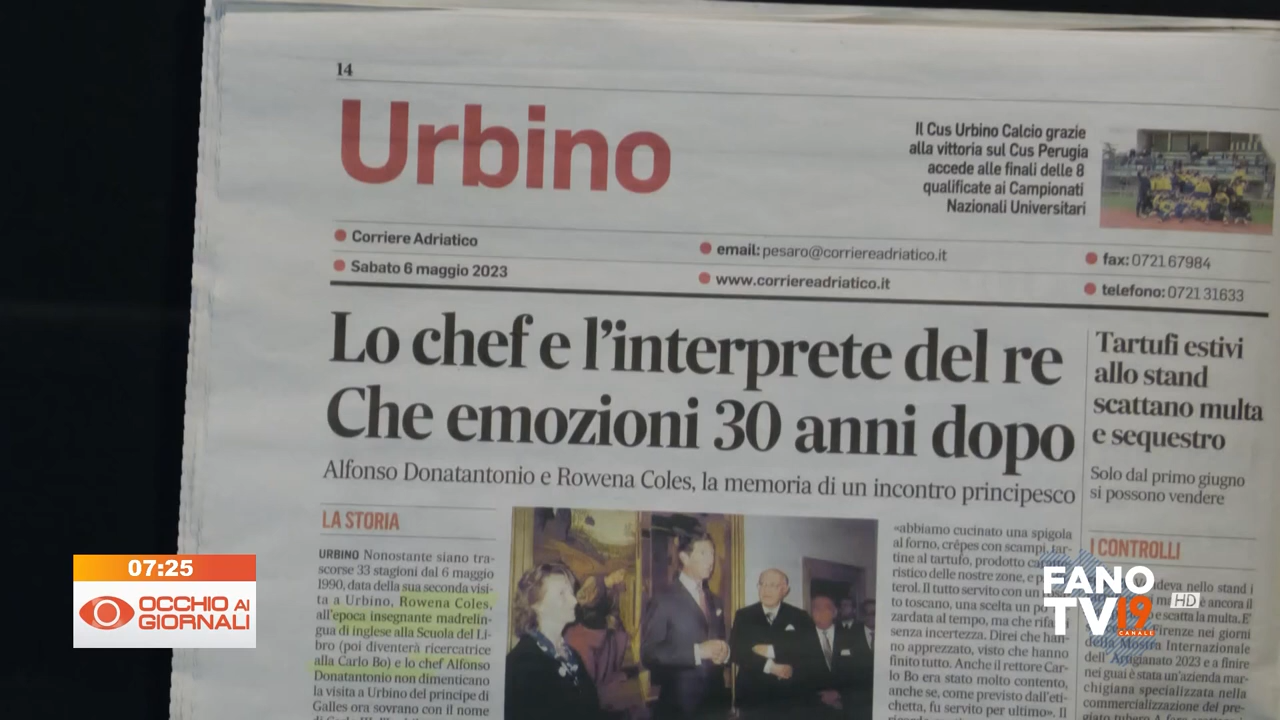 14
Urbino
Il Cus Urbino Calcio grazie
alla vittoria sul Cus Perugia
accede alle finali delle 8
qualificate ai Campionati
Nazionali Universitari
Corriere Adriatico
Sabato 6 maggio 2023
email: pesaro@corriereadriatico.it
www.corriereadriatico.it
fax: 0721 67984
telefono: 0721 31633
Lo chef e l'interprete del re
Che emozioni 30 anni dopo
Alfonso Donatantonio e Rowena Coles, la memoria di un incontro principesco
LA STORIA
URBINO Nonostante siano tra-
scorse 33 stagioni dal 6 maggio
1990, data della sua seconda visi-
ta a Urbino, Rowena Coles,
all'epoca insegnante madrelin-
gua di inglese alla Scuola del Li-
bro (poi diventerà ricercatrice
alla Carlo Bo) e lo chef Alfonso
Donatantonio non dimenticano
la visita a Urbino del principe di
Galles ora sovrano con il nome
«abbiamo cucinato una spigola
al forno, crêpes con scampi, tar-
tine al tartufo, prodotto
ristico delle nostre zone, e
terol. Il tutto servito con un
to toscano, una scelta un po'
zardata al tempo, ma che
senza incertezza. Direi che han-
no apprezzato, visto che hanno
finito tutto. Anche il rettore Car-
lo Bo era stato molto contento,
anche se, come previsto dall'eti-
chetta, fu servito per ultimo». Il
Tartufi estivi
allo stand
scattano multa
e sequestro
Solo dal primo giugno
si possono vendere
I CONTROLLI
nello stand i
è ancora il
e scatta la multa. E'
Firenze nei giorni
della Mostra Internazionale
dell'Artigianato 2023 e a finire
nei guai è stata un'azienda mar-
chigiana specializzata nella
commercializzazione del pre-
07:25
OCCHIO AI
GIORNALI
FANO
TV19
CANALE
HD